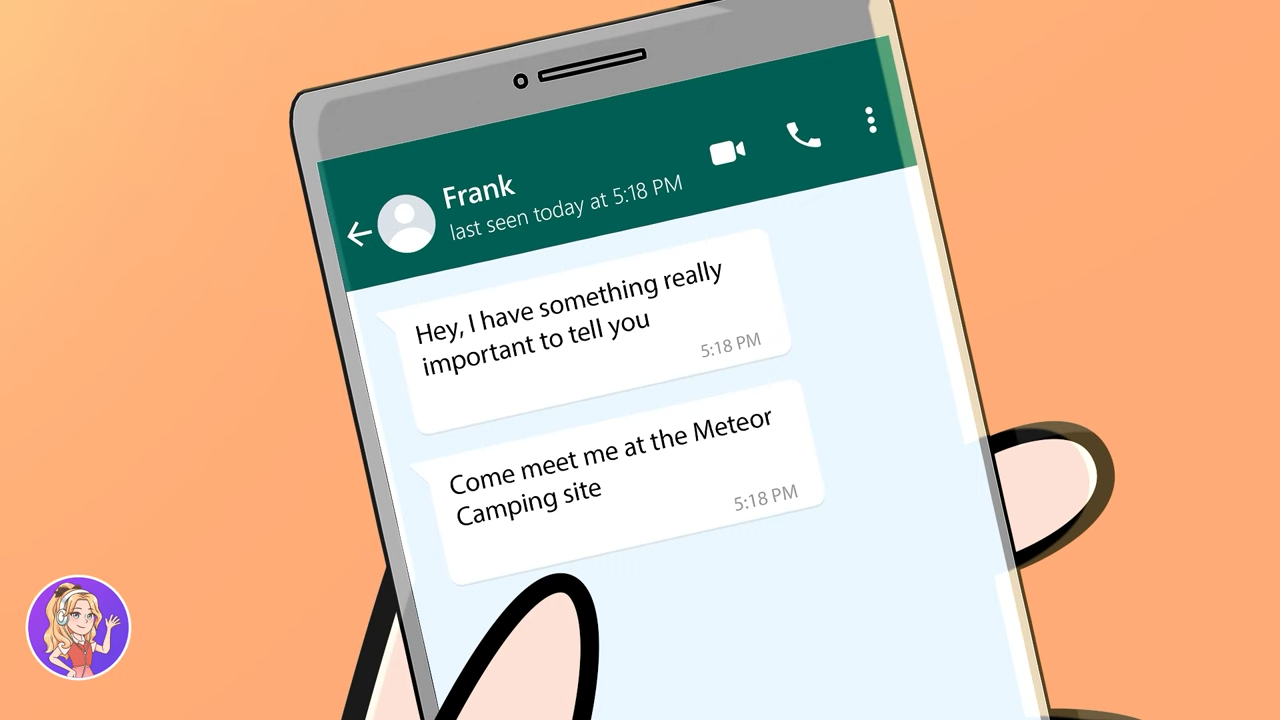 Frank
last seen today at 5:18 PM
Hey, I have something really
important to tell you
5:18 PM
Come meet me at the Meteor
Camping site
5:18 PM